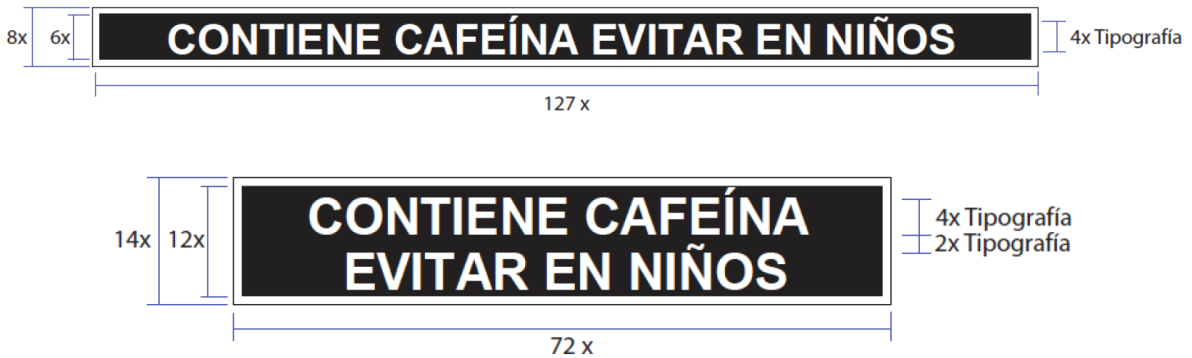 8x
6x
CONTIENE CAFEÍNA EVITAR EN NIÑOS
4x Tipografía
127 x
14x
12x
CONTIENE CAFEÍNA
EVITAR EN NIÑOS
4x Tipografía
2x Tipografía
72 x